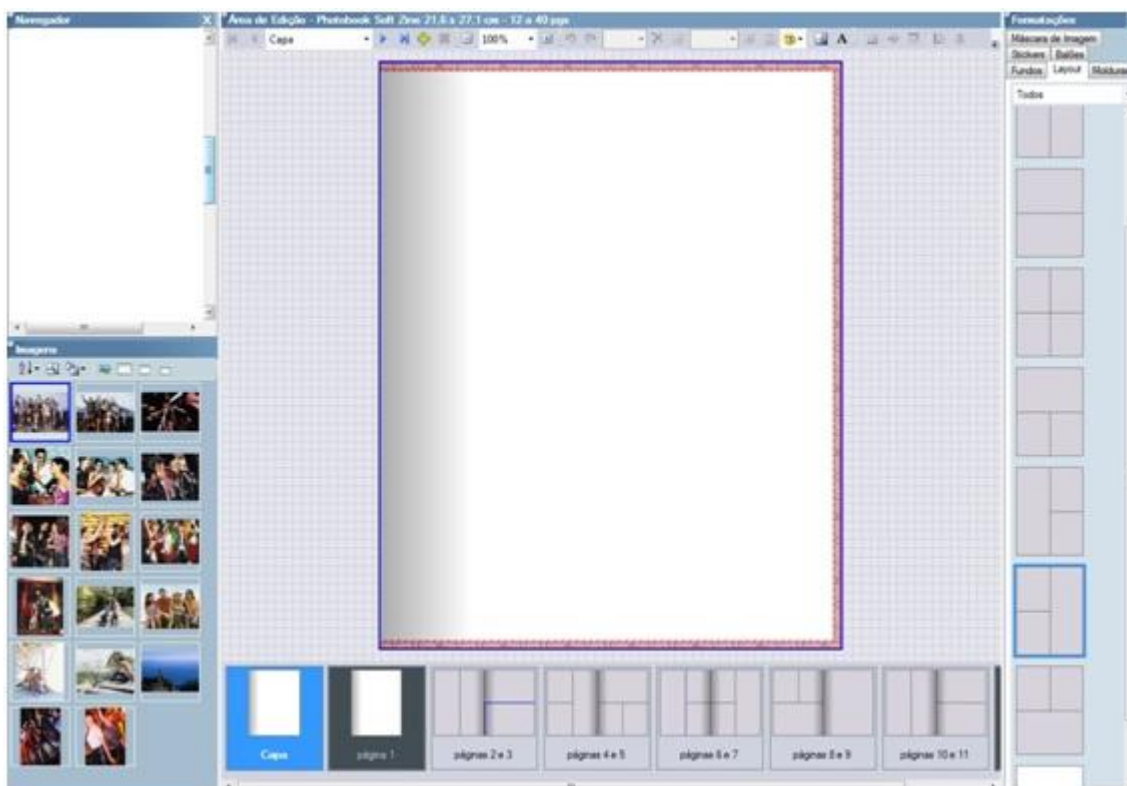 Navegador
X
Área de Edição - Photobook Soft Zine 21,6 x 27,1 cm - 12 a 40 pgs
Capa
100%
A
Formatações
Máscara de Imagem
Stickers Balões
Fundos Layout Molduras
Todos
Imagens
Capa
página 1
páginas 2 e 3
páginas 4 e 5
páginas 6 e 7
páginas 8 e 9
páginas 10 e 11